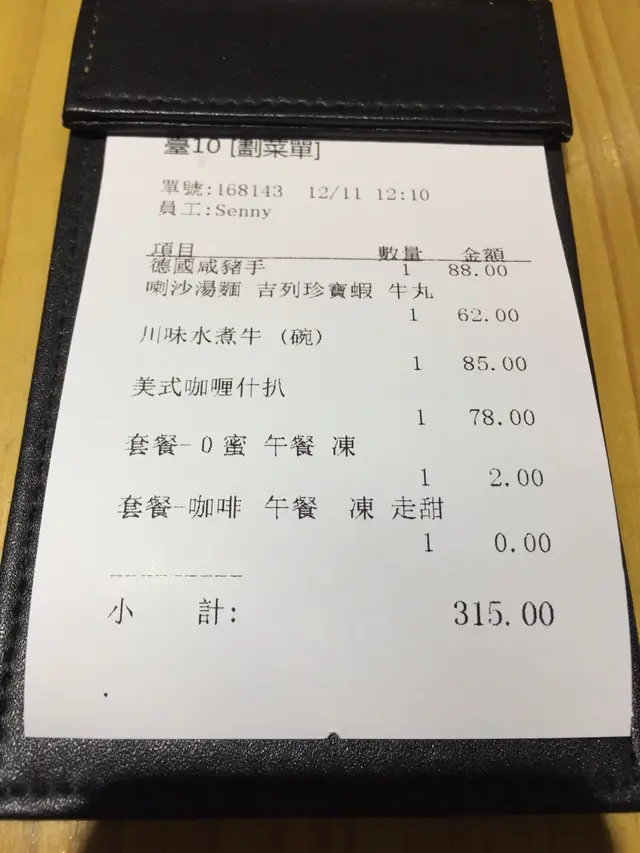 臺10 [劃菜單]
單號:168143 12/11 12:10
員工:Senny
項目 數量 金額
德國咸豬手 1 88.00
喇沙湯麵 吉列珍寶蝦 牛丸
1 62.00
川味水煮牛 (碗)
1 85.00
美式咖喱什扒
1 78.00
套餐-0蜜 午餐 凍
1 2.00
套餐-咖啡 午餐 凍 走甜
1 0.00
------------
小 計: 315.00